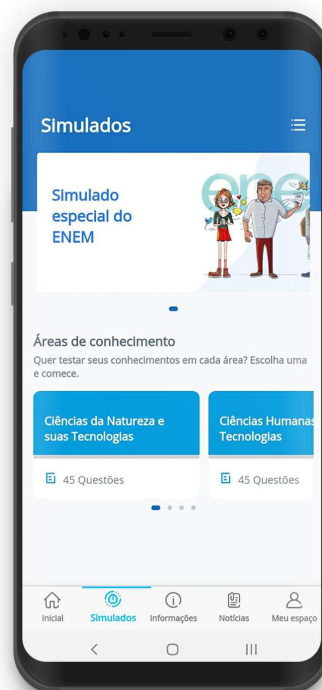 Simulados
Simulado
especial do
ENEM
enem
Áreas de conhecimento
Quer testar seus conhecimentos em cada área? Escolha uma
e comece.
Ciências da Natureza e
suas Tecnologias
Ciências Humanas
Tecnologias
45 Questões
45 Questões
Inicial
Simulados
Informações
Notícias
Meu espaço